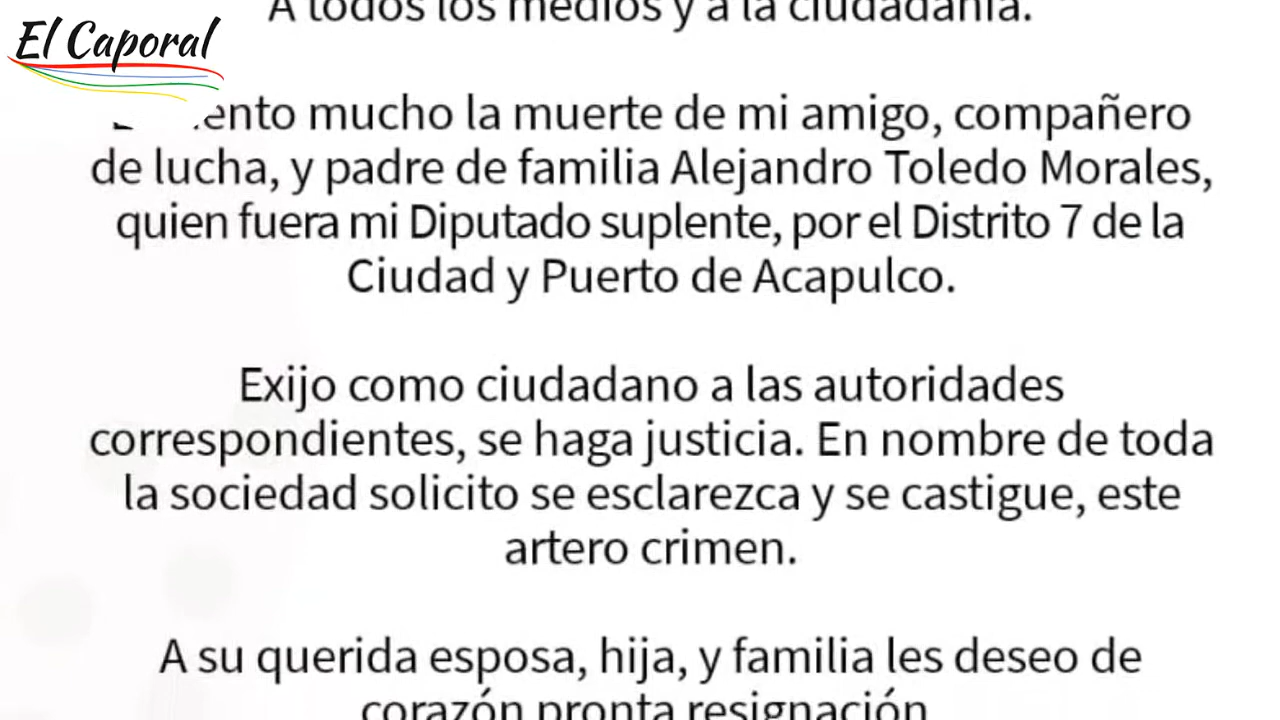 A todos los medios y a la ciudadanía.
El Caporal
mucho la muerte de mi amigo, compañero
de lucha, y padre de familia Alejandro Toledo Morales,
quien fuera mi Diputado suplente, por el Distrito 7 de la
Ciudad y Puerto de Acapulco.
Exijo como ciudadano a las autoridades
correspondientes, se haga justicia. En nombre de toda
la sociedad solicito se esclarezca y se castigue, este
artero crimen.
A su querida esposa, hija, y familia les deseo de
corazón pronta resignación